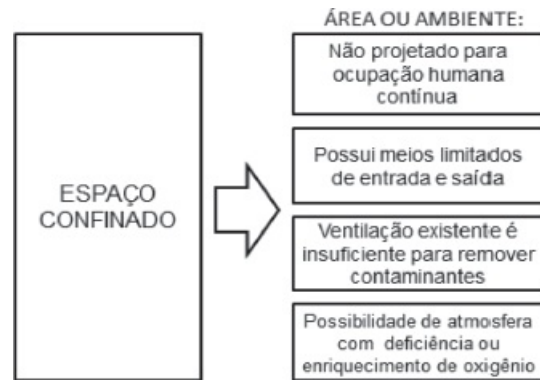 ÁREA OU AMBIENTE:
Não projetado para
ocupação humana
contínua
Possui meios limitados
de entrada e saída
ESPAÇO
CONFINADO
Ventilação existente é
insuficiente para remover
contaminantes
Possibilidade de atmosfera
com deficiência ou
enriquecimento de oxigênio